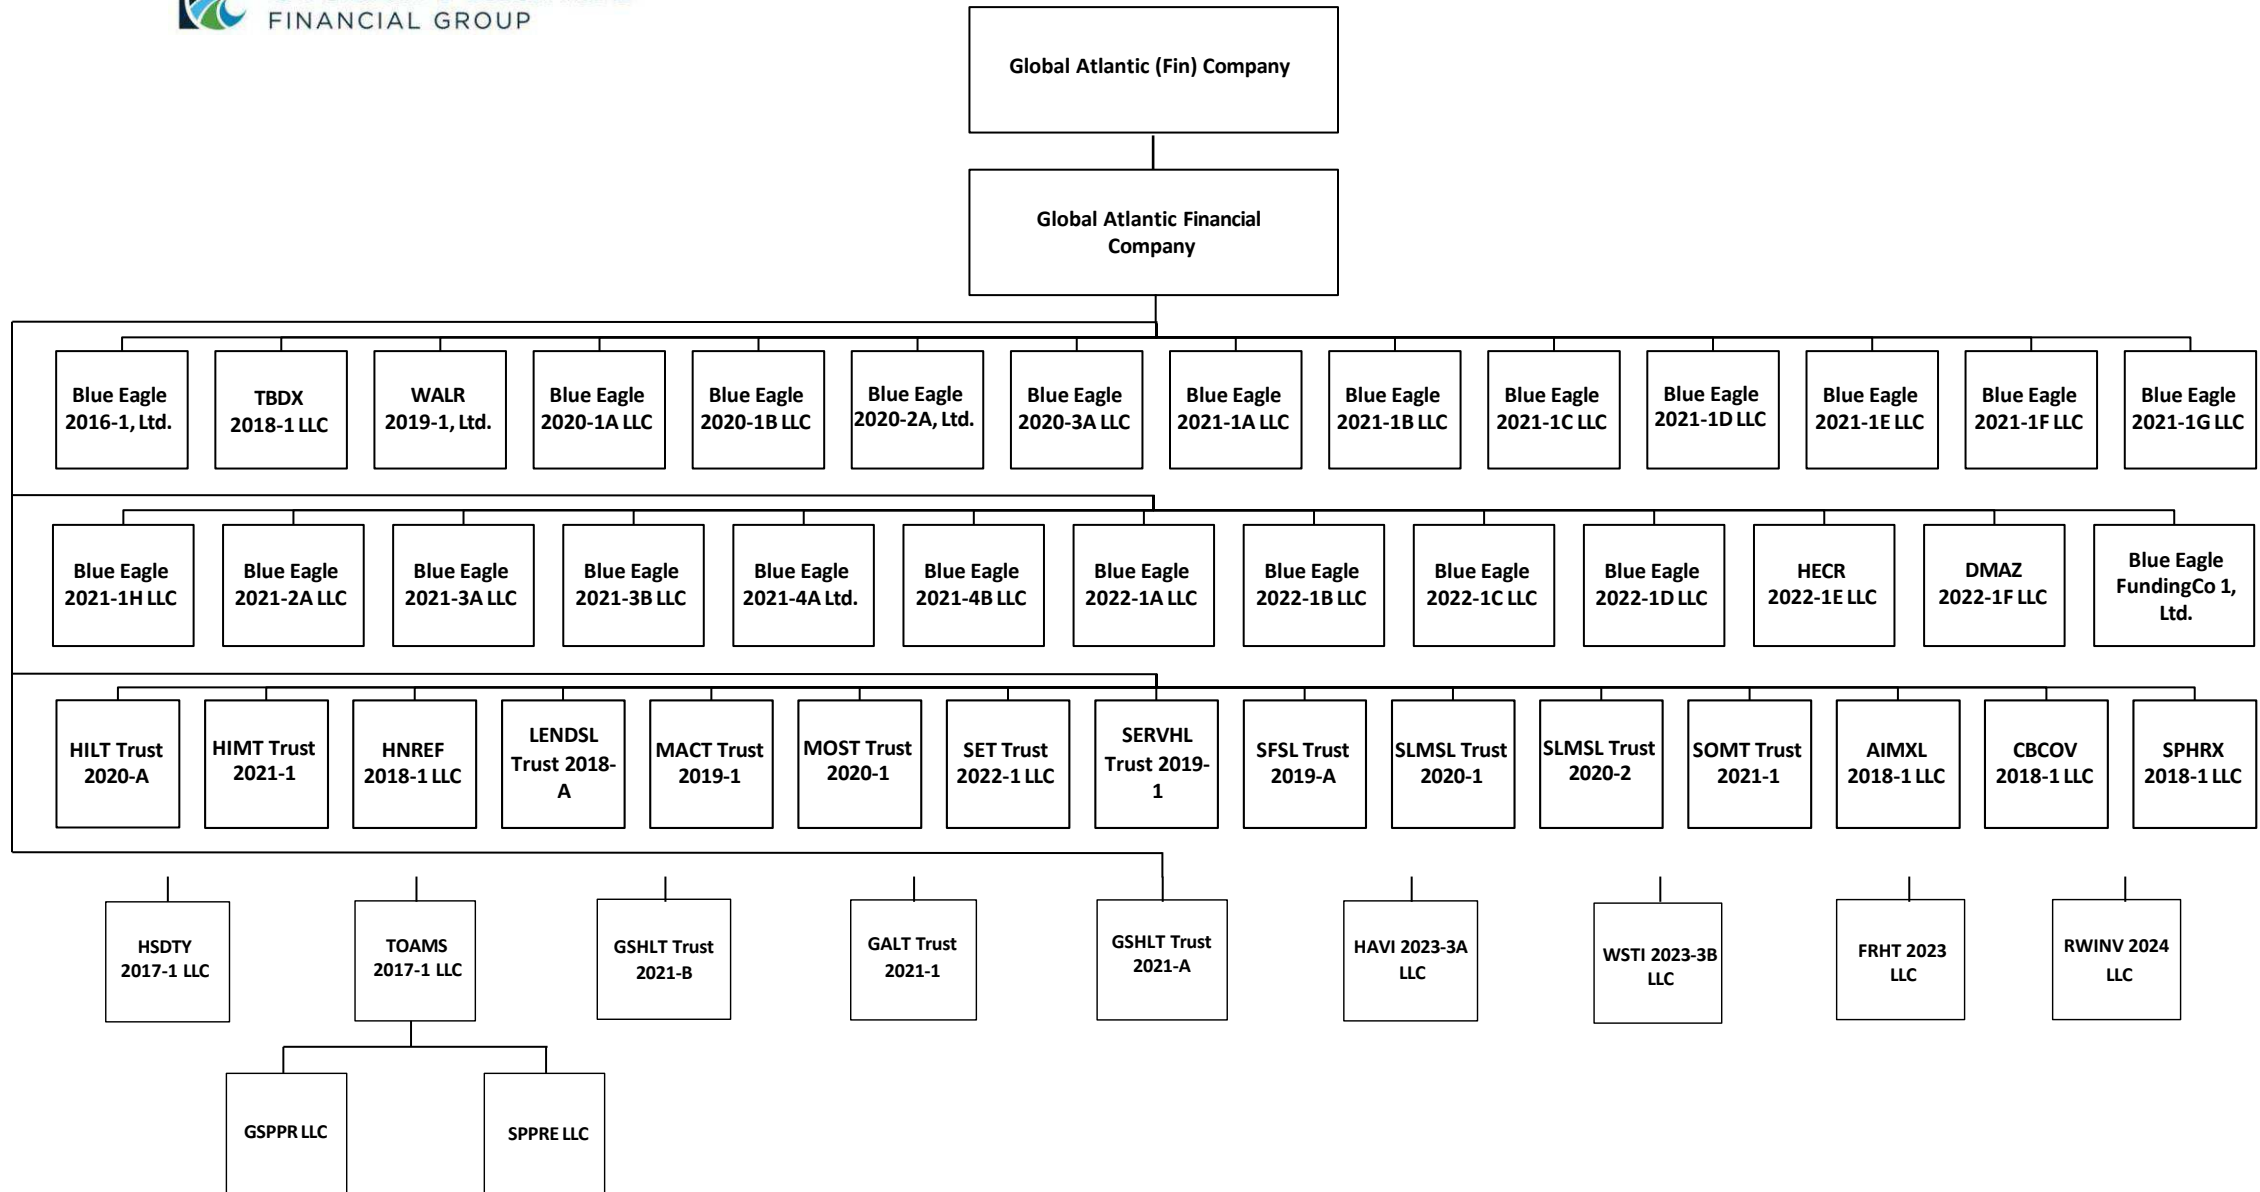 FINANCIAL GROUP
Global Atlantic (Fin) Company
Global Atlantic Financial
Company
Blue Eagle
2016-1, Ltd.
TBDX
2018-1 LLC
WALR
2019-1, Ltd.
Blue Eagle
2020-1A LLC
Blue Eagle
2020-1B LLC
Blue Eagle
2020-2A, Ltd.
Blue Eagle
2020-3A LLC
Blue Eagle
2021-1A LLC
Blue Eagle
2021-1B LLC
Blue Eagle
2021-1C LLC
Blue Eagle
2021-1D LLC
Blue Eagle
2021-1E LLC
Blue Eagle
2021-1F LLC
Blue Eagle
2021-1G LLC
Blue Eagle
2021-1H LLC
Blue Eagle
2021-2A LLC
Blue Eagle
2021-3A LLC
Blue Eagle
2021-3B LLC
Blue Eagle
2021-4A Ltd.
Blue Eagle
2021-4B LLC
Blue Eagle
2022-1A LLC
Blue Eagle
2022-1B LLC
Blue Eagle
2022-1C LLC
Blue Eagle
2022-1D LLC
HECR
2022-1E LLC
DMAZ
2022-1F LLC
Blue Eagle
FundingCo 1,
Ltd.
HILT Trust
2020-A
HIMT Trust
2021-1
HNREF
2018-1 LLC
LENDSL
Trust 2018-
A
MACT Trust
2019-1
MOST Trust
2020-1
SET Trust
2022-1 LLC
SERVHL
Trust 2019-
1
SFSL Trust
2019-A
SLMSL Trust
2020-1
SLMSL Trust
2020-2
SOMT Trust
2021-1
AIMXL
2018-1 LLC
CBCOV
2018-1 LLC
SPHRX
2018-1 LLC
HSDTY
2017-1 LLC
TOAMS
2017-1 LLC
GSHLT Trust
2021-B
GALT Trust
2021-1
GSHLT Trust
2021-A
HAVI 2023-3A
LLC
WSTI 2023-3B
LLC
FRHT 2023
LLC
RWINV 2024
LLC
GSPPR LLC
SPPRE LLC